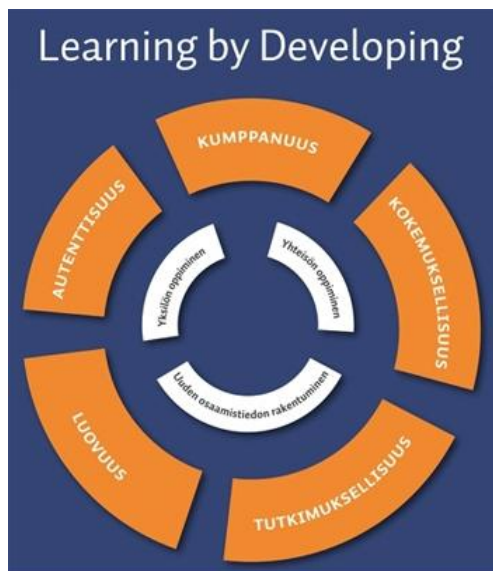 Learning by Developing
KUMPPANUUS
KOKEMUKSELLISUUS
TUTKIMUKSELLISUUS
LUOVUUS
AUTENTTISUUS
Yksilön oppiminen
Yhteisön oppiminen
Uuden osaamistiedon rakentuminen